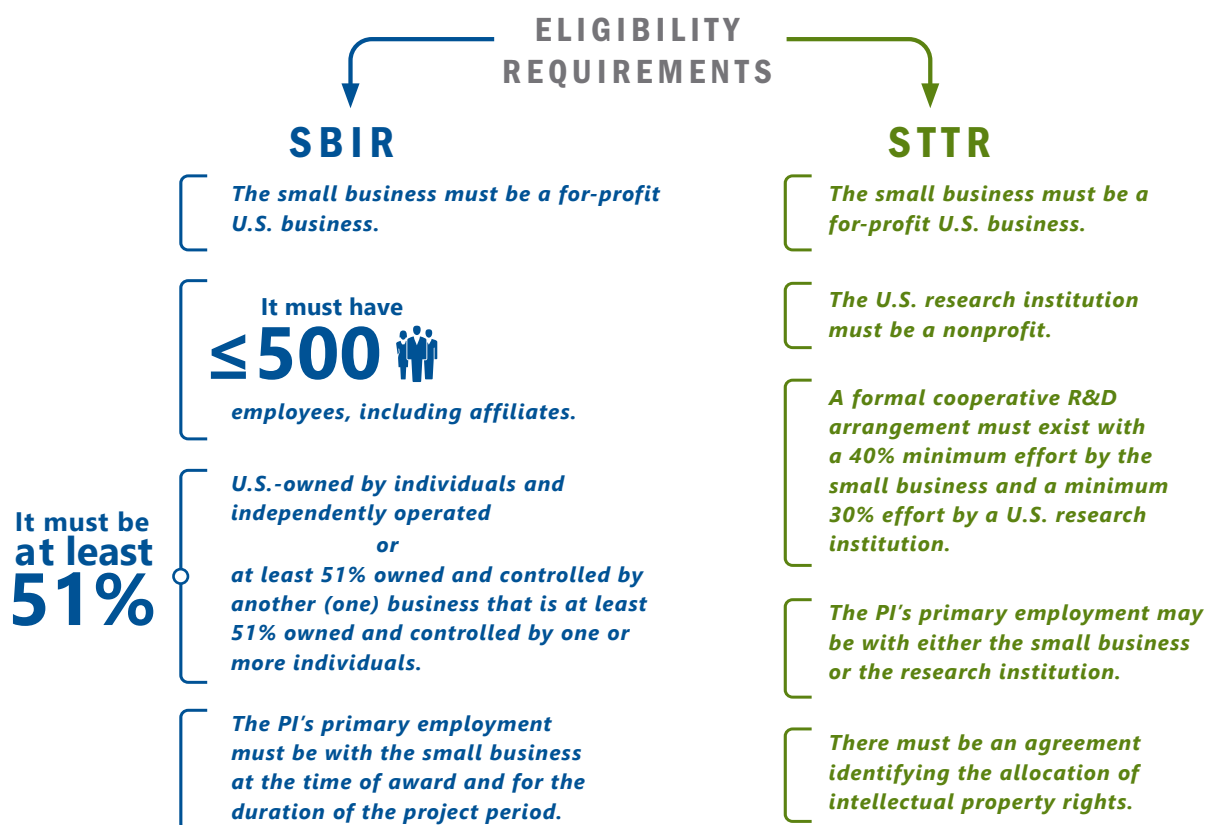 ELIGIBILITY
REQUIREMENTS
SBIR
The small business must be a for-profit
U.S. business.
It must have
≤500
employees, including affiliates.
It must be
at least
51%
U.S.-owned by individuals and
independently operated
or
at least 51% owned and controlled by
another (one) business that is at least
51% owned and controlled by one or
more individuals.
The PI’s primary employment
must be with the small business
at the time of award and for the
duration of the project period.
STTR
The small business must be a
for-profit U.S. business.
The U.S. research institution
must be a nonprofit.
A formal cooperative R&D
arrangement must exist with
a 40% minimum effort by the
small business and a minimum
30% effort by a U.S. research
institution.
The PI’s primary employment may
be with either the small business
or the research institution.
There must be an agreement
identifying the allocation of
intellectual property rights.